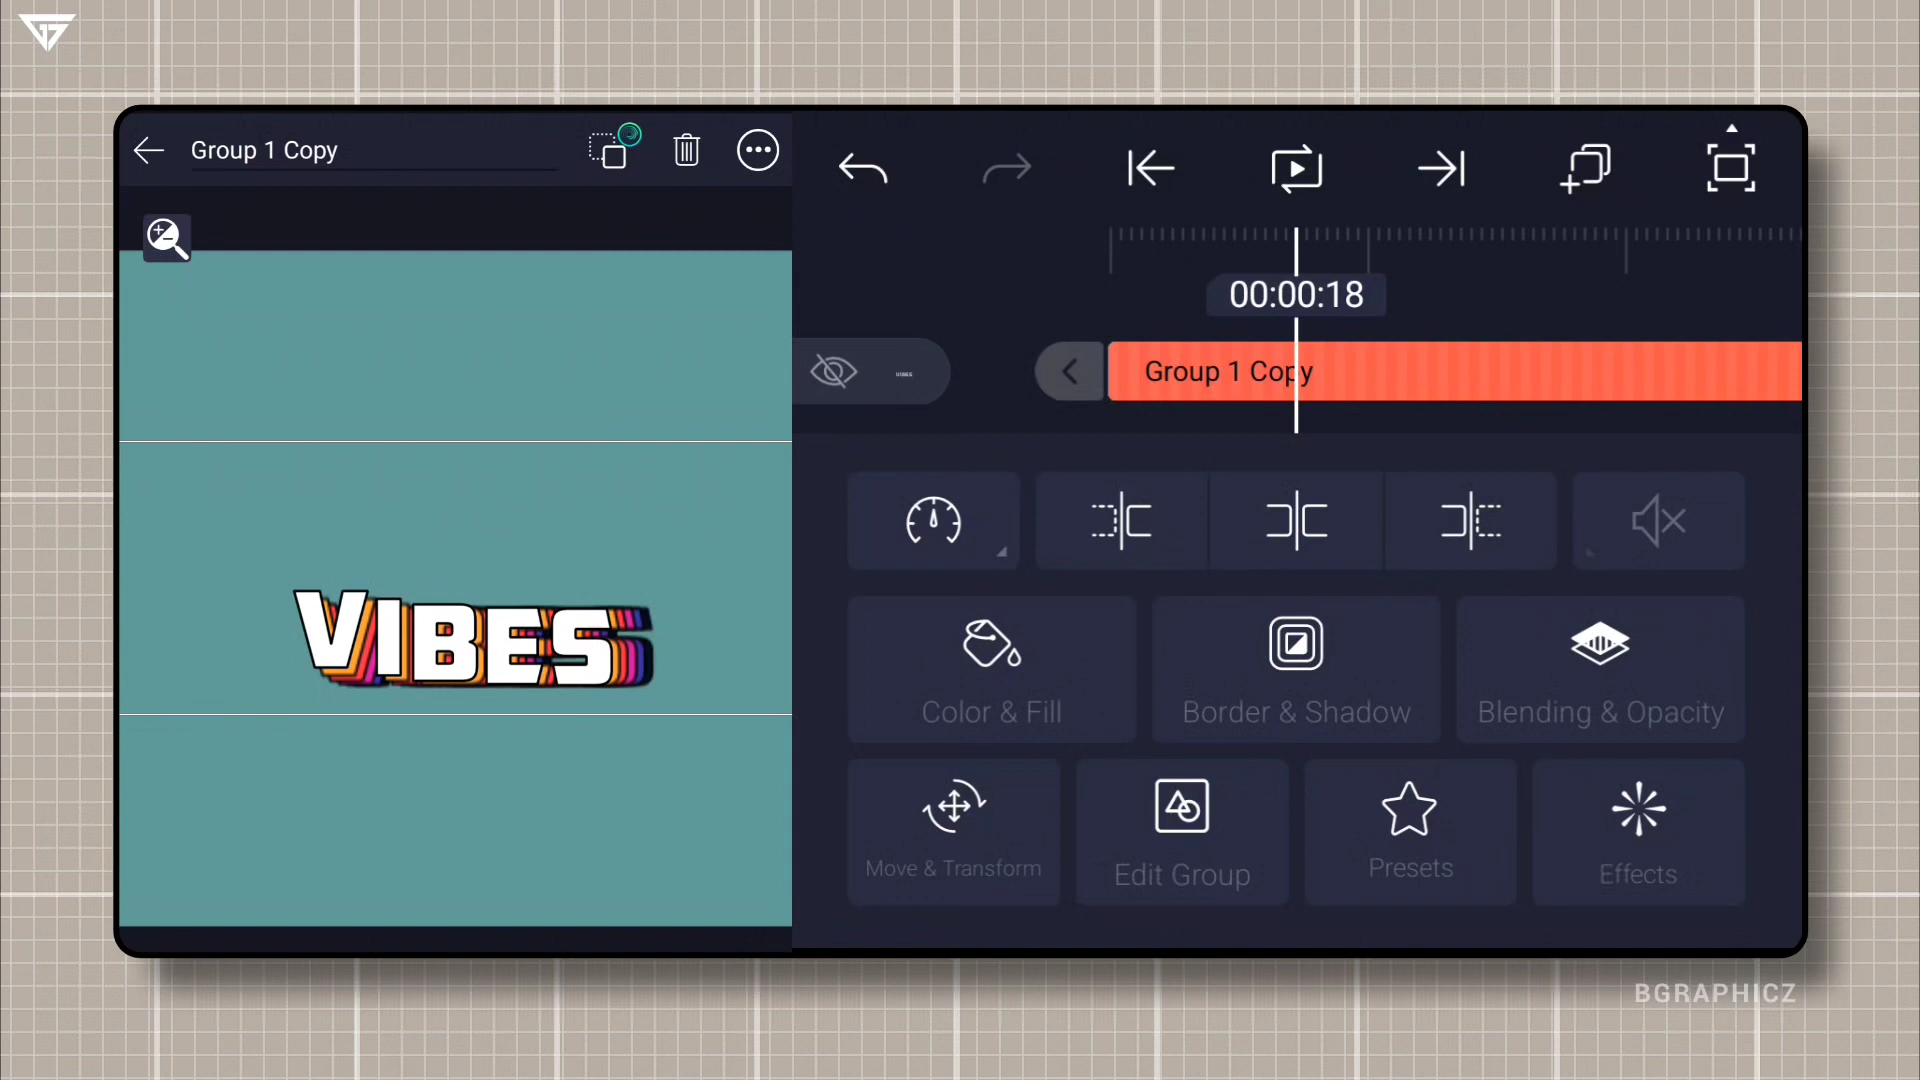 Group 1 Copy
00:00:18
VIBES
Group 1 Copy
VIBES
Color & Fill
Border & Shadow
Blending & Opacity
Move & Transform
Edit Group
Presets
Effects
BGRAPHICZ